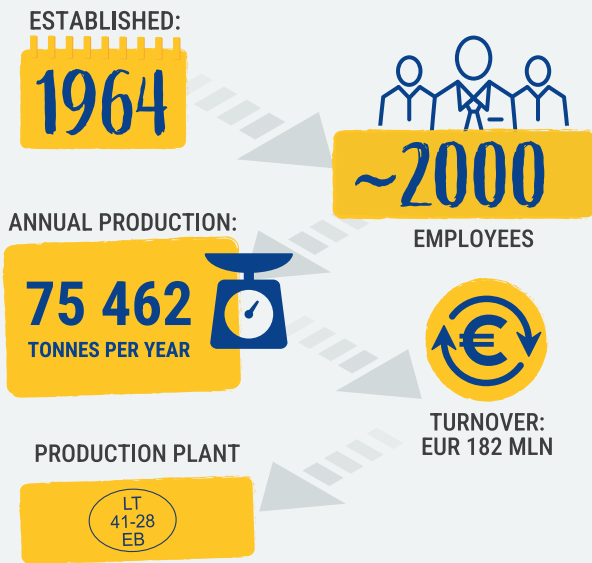 ESTABLISHED:
1964
~2000
EMPLOYEES
ANNUAL PRODUCTION:
75 462
TONNES PER YEAR
€
TURNOVER:
EUR 182 MLN
PRODUCTION PLANT
LT
41-28
EB